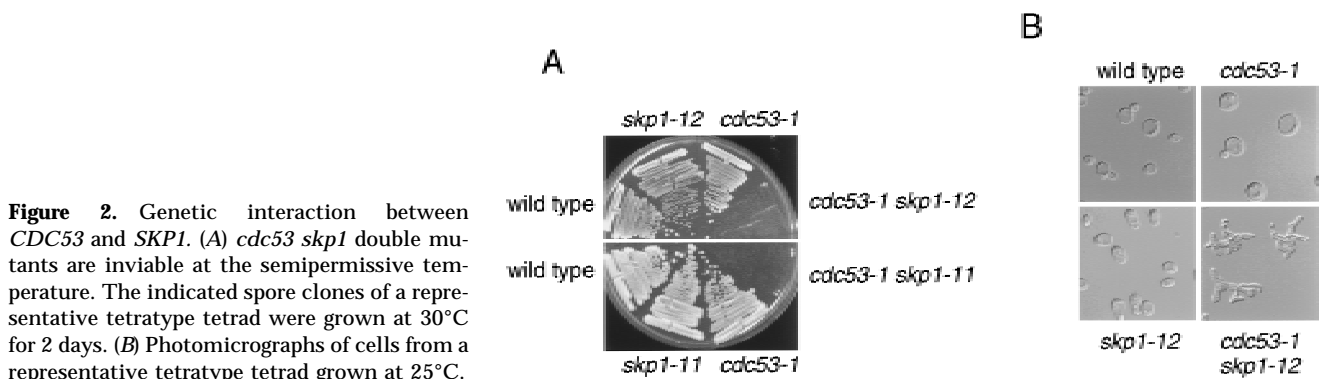 A
skp1-12 cdc53-1
wild type
cdc53-1 skp1-12
wild type
cdc53-1 skp1-11
skp1-11 cdc53-1
B
wild type cdc53-1
skp1-12 cdc53-1
skp1-12
Figure 2. Genetic interaction between
CDC53 and SKP1. (A) cdc53 skp1 double mu-
tants are inviable at the semipermissive tem-
perature. The indicated spore clones of a repre-
sentative tetratype tetrad were grown at 30°C
for 2 days. (B) Photomicrographs of cells from a
representative tetratype tetrad grown at 25°C.